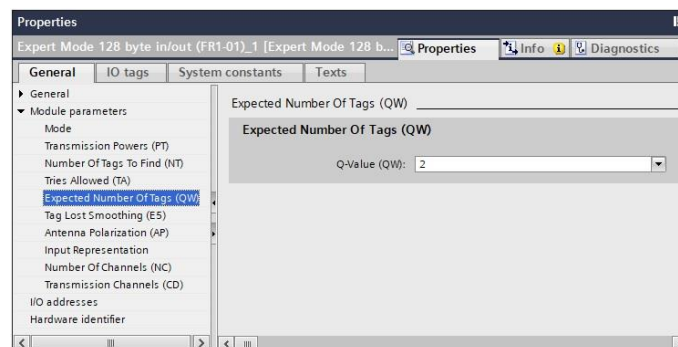 Properties
Expert Mode 128 byte in/out (FR1-01)_1 [Expert Mode 128 b...
Properties
Info
Diagnostics
General
IO tags
System constants
Texts
General
Module parameters
Mode
Transmission Powers (PT)
Number Of Tags To Find (NT)
Tries Allowed (TA)
Expected Number Of Tags (QW)
Tag Lost Smoothing (E5)
Antenna Polarization (AP)
Input Representation
Number Of Channels (NC)
Transmission Channels (CD)
I/O addresses
Hardware identifier
Expected Number Of Tags (QW)
Expected Number Of Tags (QW)
Q-Value (QW): 2